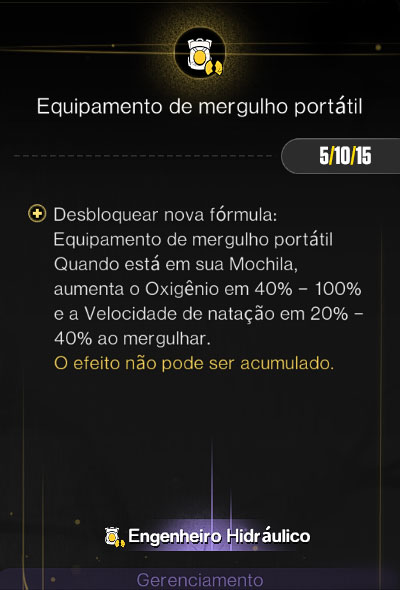 Equipamento de mergulho portátil
5/10/15
Desbloquear nova fórmula:
Equipamento de mergulho portátil
Quando está em sua Mochila,
aumenta o Oxigênio em 40% – 100%
e a Velocidade de natação em 20% –
40% ao mergulhar.
O efeito não pode ser acumulado.
Engenheiro Hidráulico
Gerenciamento